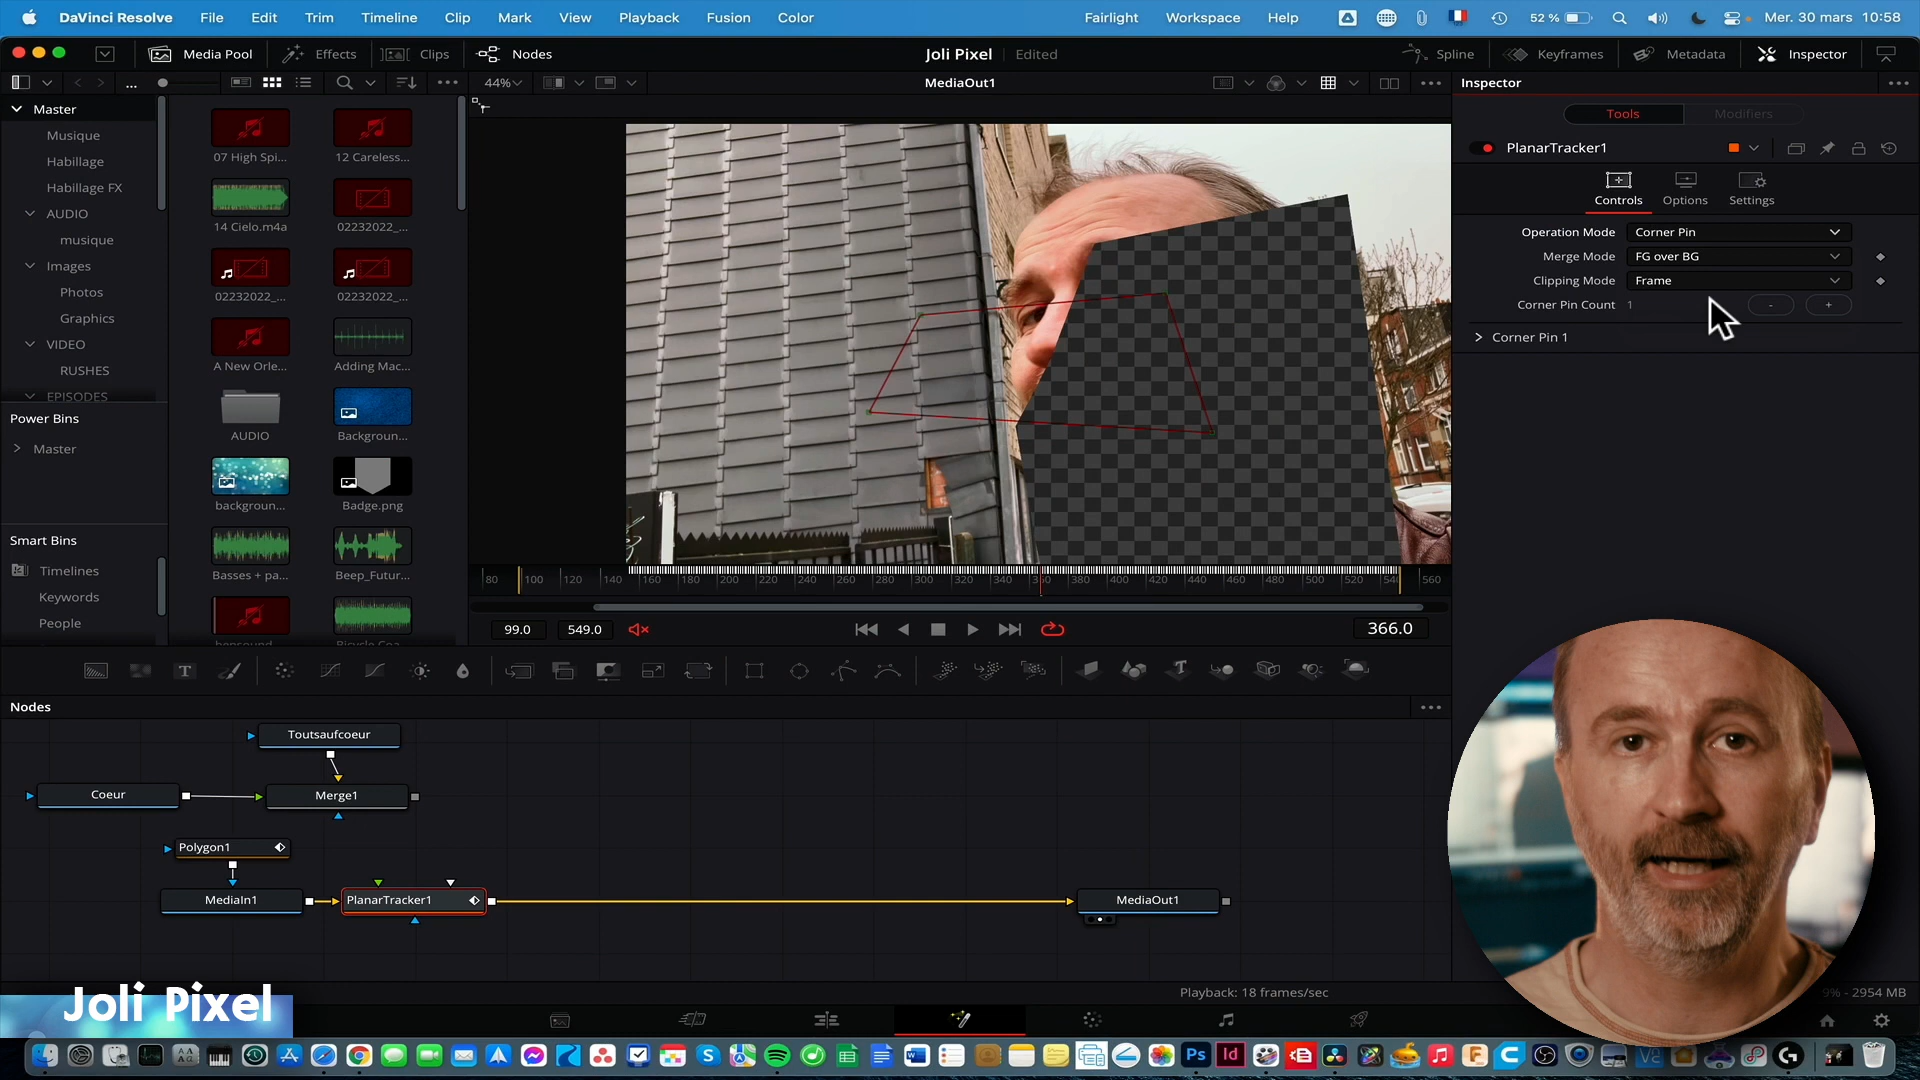 DaVinci Resolve File Edit Trim Timeline Clip Mark View Playback Fusion Color Fairlight Workspace Help 52 % Mer. 30 mars 10:58
Media Pool Effects Clips Nodes Joli Pixel Edited Spline Keyframes Metadata Inspector
... 44% MediaOut1 Inspector
Master
Musique
Habillage
Habillage FX
AUDIO
musique
Images
Photos
Graphics
VIDEO
RUSHES
EPISODES
Power Bins
Master
Smart Bins
Timelines
Keywords
People
07 High Spi... 12 Careless...
14 Cielo.m4a 02232022_...
02232022_... 02232022_...
A New Orle... Adding Mac...
AUDIO Backgroun...
backgroun... Badge.png
Basses + pa... Beep_Futur...
Tools Modifiers
PlanarTracker1
Controls Options Settings
Operation Mode Corner Pin
Merge Mode FG over BG
Clipping Mode Frame
Corner Pin Count 1 - +
Corner Pin 1
80 100 120 140 160 180 200 220 240 260 280 300 320 340 360 380 400 420 440 460 480 500 520 540 560
99.0 549.0 366.0
Nodes
Toutsaufcoeur
Coeur Merge1
Polygon1
MediaIn1 PlanarTracker1 MediaOut1
Playback: 18 frames/sec
9% - 2954 MB
Joli Pixel